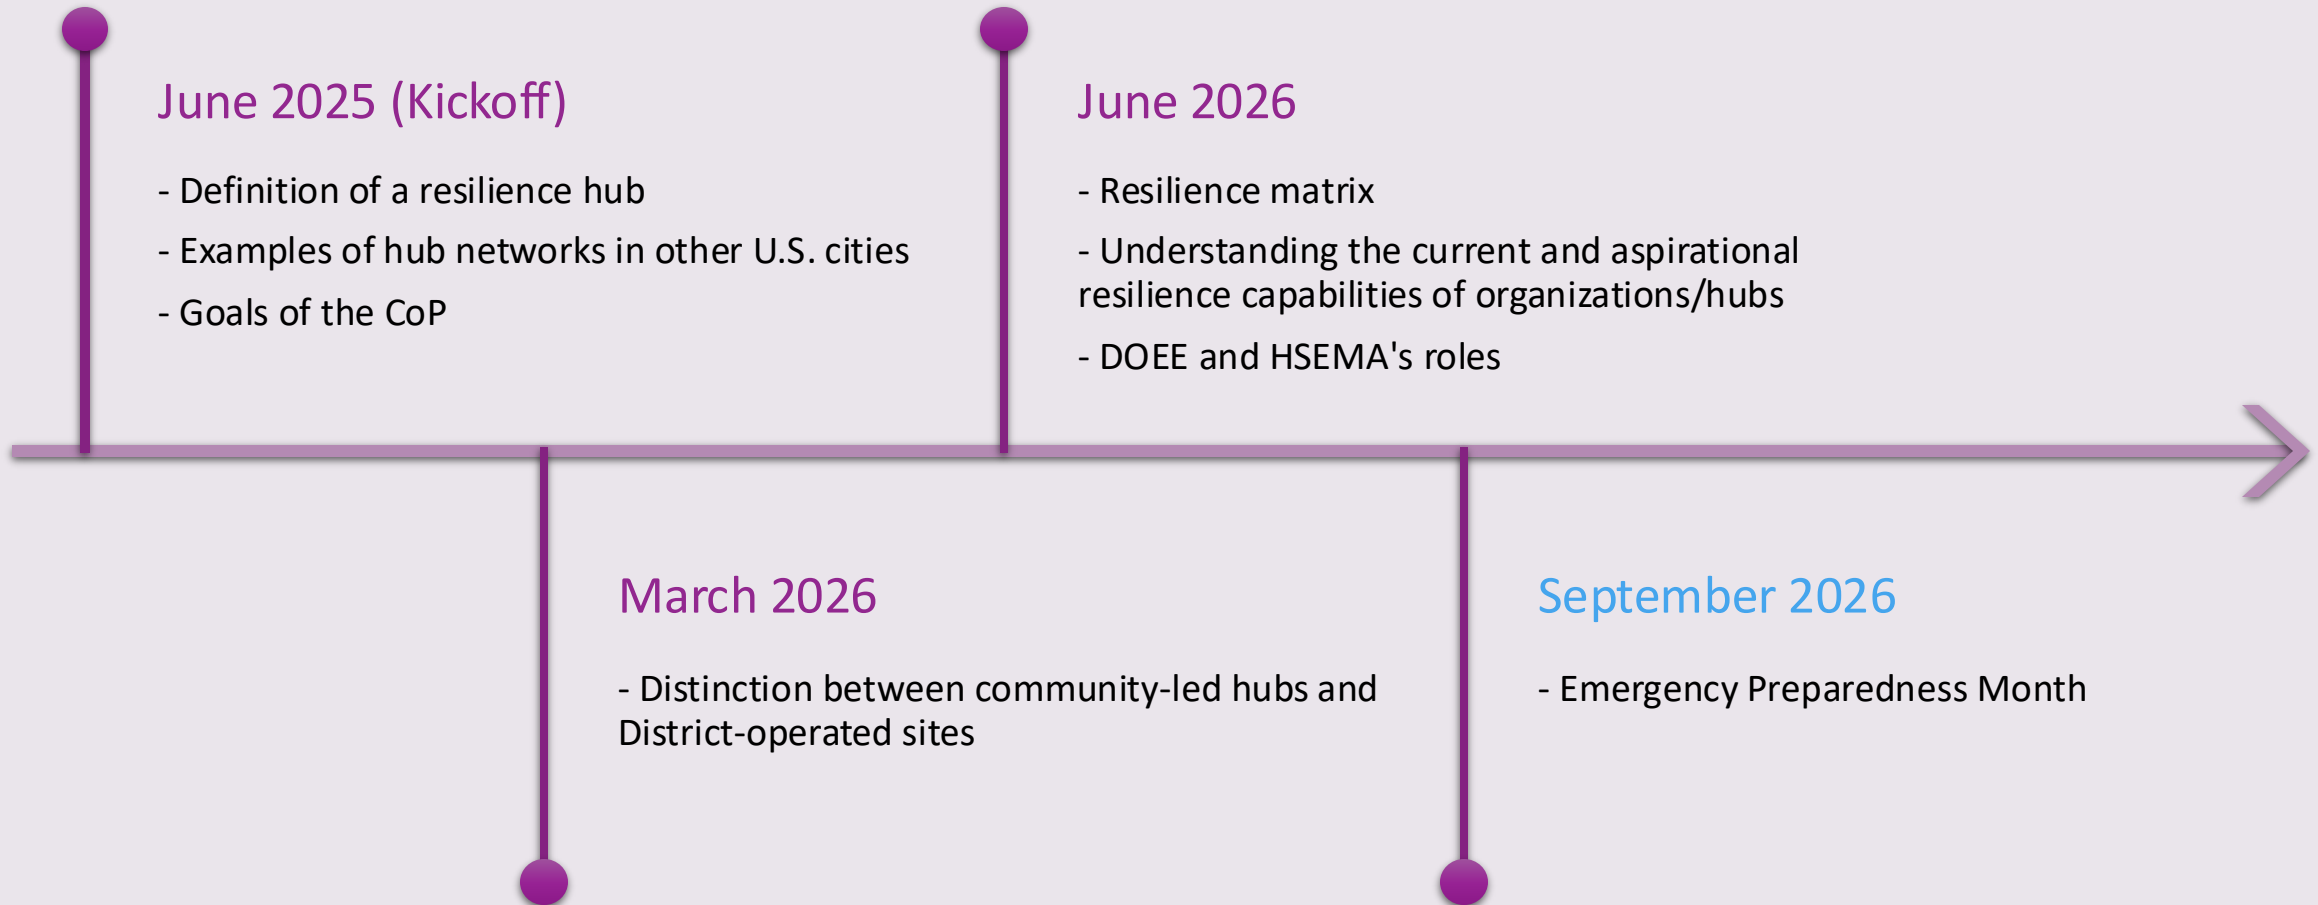 June 2025 (Kickoff)
- Definition of a resilience hub
- Examples of hub networks in other U.S. cities
- Goals of the CoP
March 2026
- Distinction between community-led hubs and
District-operated sites
June 2026
- Resilience matrix
- Understanding the current and aspirational
resilience capabilities of organizations/hubs
- DOEE and HSEMA's roles
September 2026
- Emergency Preparedness Month